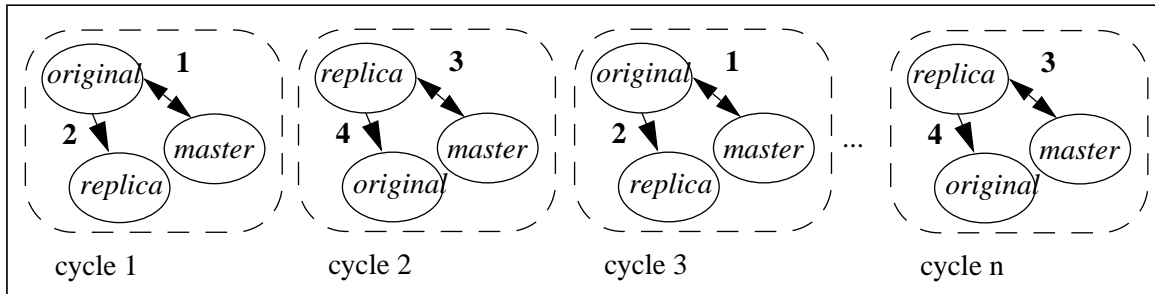 original
1
2
replica
master
cycle 1
replica
3
4
original
master
cycle 2
original
1
2
replica
master
cycle 3
...
replica
3
4
original
master
cycle n